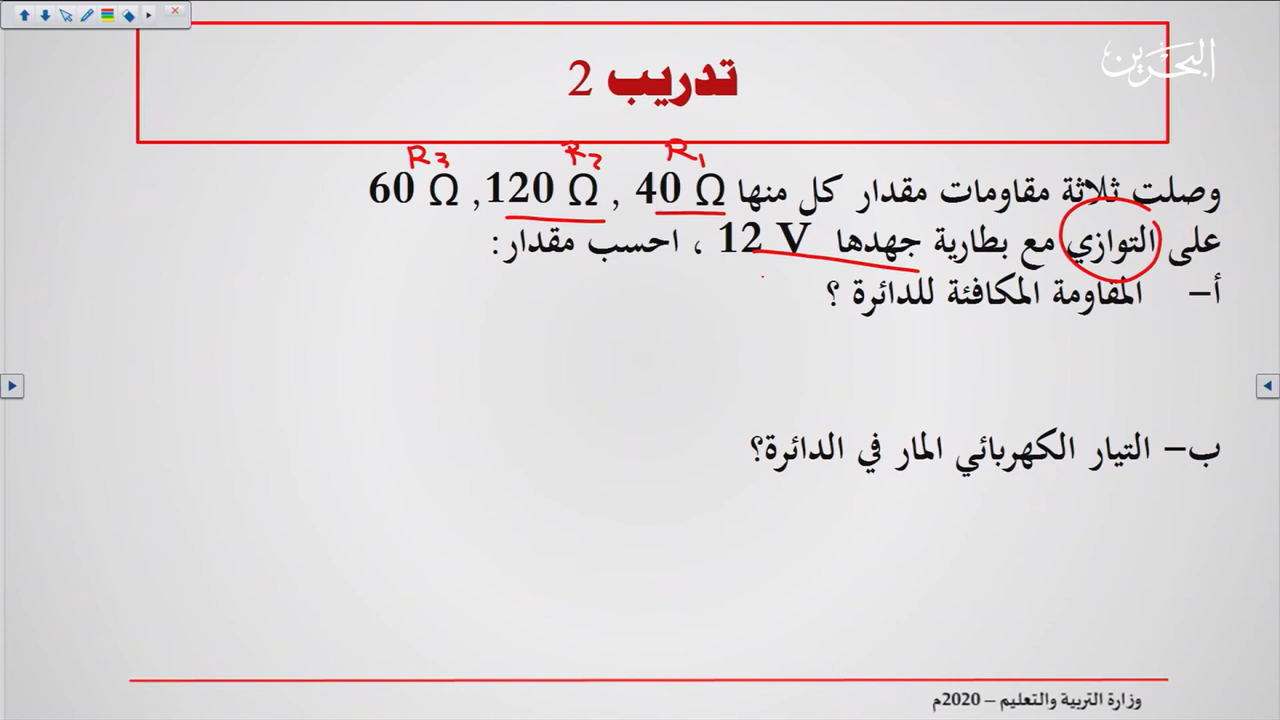 البحرين
تدريب 2
R3 R2 R1
وصلت ثلاثة مقاومات مقدار كل منها 40 Ω , 120 Ω , 60 Ω
على التوازي مع بطارية جهدها 12 V ، احسب مقدار:
أ– المقاومة المكافئة للدائرة ؟
ب– التيار الكهربائي المار في الدائرة؟
وزارة التربية والتعليم – 2020م